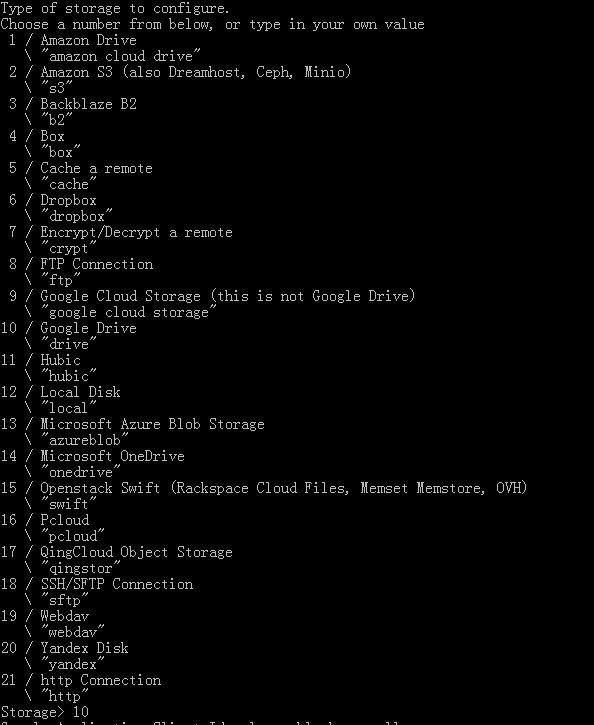 Type of storage to configure.
Choose a number from below, or type in your own value
 1 / Amazon Drive
   \ "amazon cloud drive"
 2 / Amazon S3 (also Dreamhost, Ceph, Minio)
   \ "s3"
 3 / Backblaze B2
   \ "b2"
 4 / Box
   \ "box"
 5 / Cache a remote
   \ "cache"
 6 / Dropbox
   \ "dropbox"
 7 / Encrypt/Decrypt a remote
   \ "crypt"
 8 / FTP Connection
   \ "ftp"
 9 / Google Cloud Storage (this is not Google Drive)
   \ "google cloud storage"
10 / Google Drive
   \ "drive"
11 / Hubic
   \ "hubic"
12 / Local Disk
   \ "local"
13 / Microsoft Azure Blob Storage
   \ "azureblob"
14 / Microsoft OneDrive
   \ "onedrive"
15 / Openstack Swift (Rackspace Cloud Files, Memset Memstore, OVH)
   \ "swift"
16 / Pcloud
   \ "pcloud"
17 / QingCloud Object Storage
   \ "qingstor"
18 / SSH/SFTP Connection
   \ "sftp"
19 / Webdav
   \ "webdav"
20 / Yandex Disk
   \ "yandex"
21 / http Connection
   \ "http"
Storage> 10